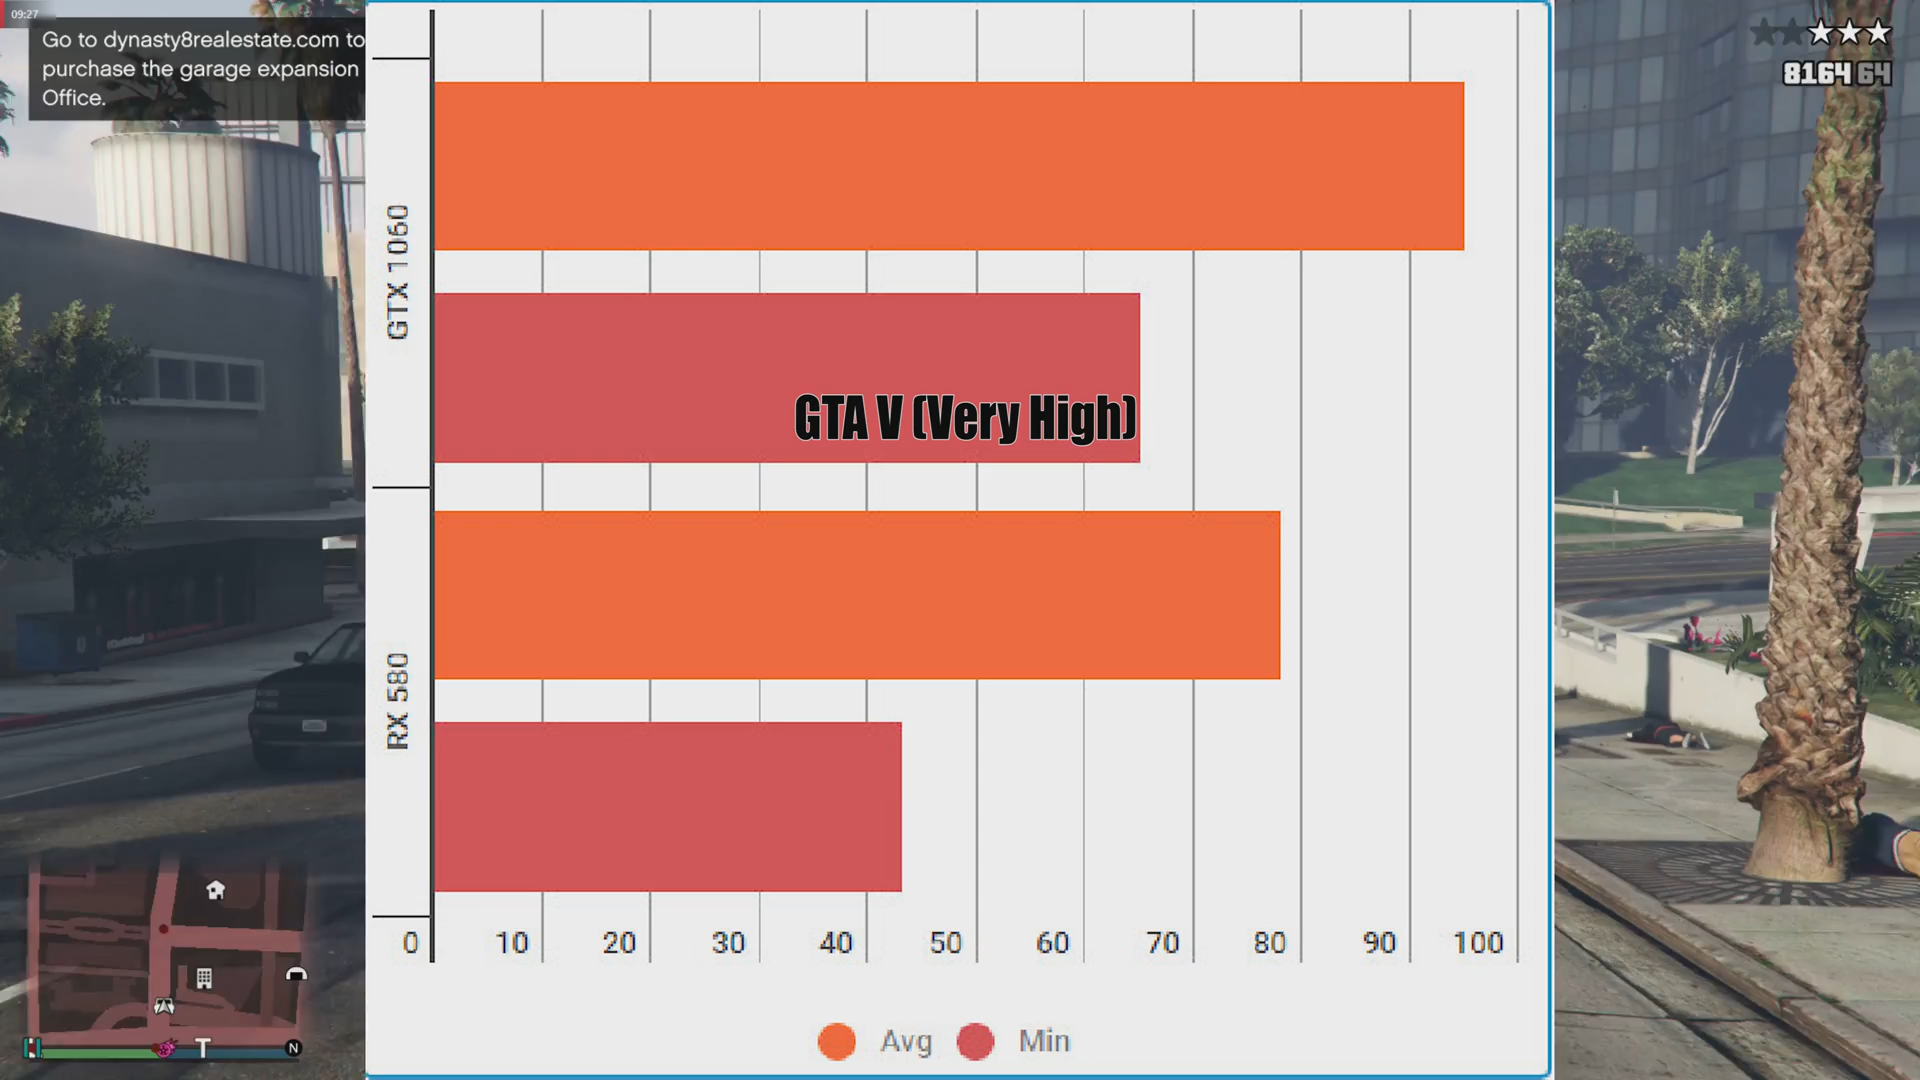 09:27
Go to dynasty8realestate.com to
purchase the garage expansion
Office.
8164 64
GTX 1060
GTA V (Very High)
RX 580
0 10 20 30 40 50 60 70 80 90 100
Avg Min
T
N